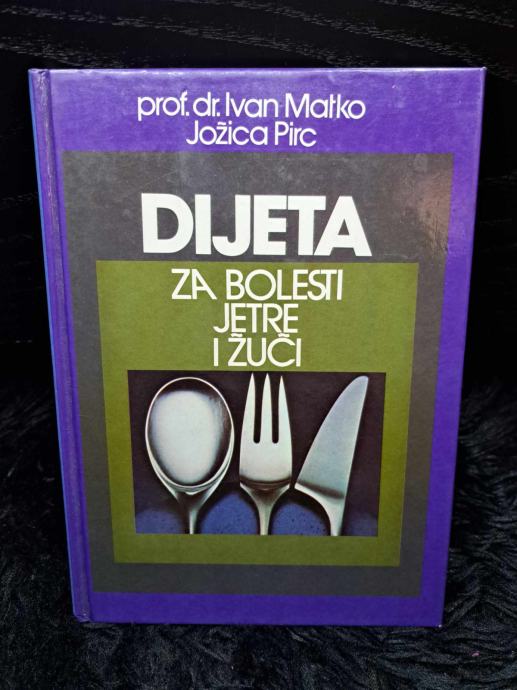 prof. dr. Ivan Matko
Jožica Pirc
DIJETA
ZA BOLESTI
JETRE
I ŽUČI